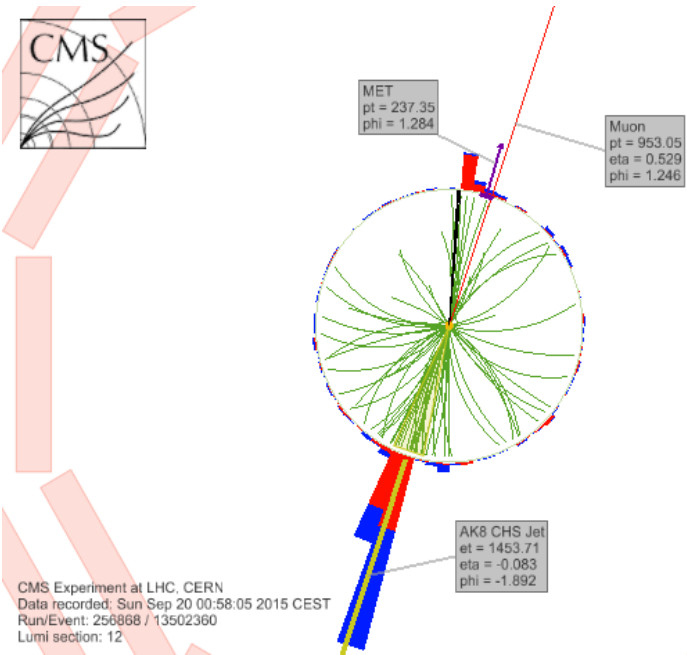 CMS
MET
pt = 237.35
phi = 1.284
Muon
pt = 953.05
eta = 0.529
phi = 1.246
AK8 CHS Jet
et = 1453.71
eta = -0.083
phi = -1.892
CMS Experiment at LHC, CERN
Data recorded: Sun Sep 20 00:58:05 2015 CEST
Run/Event: 256868 / 13502360
Lumi section: 12